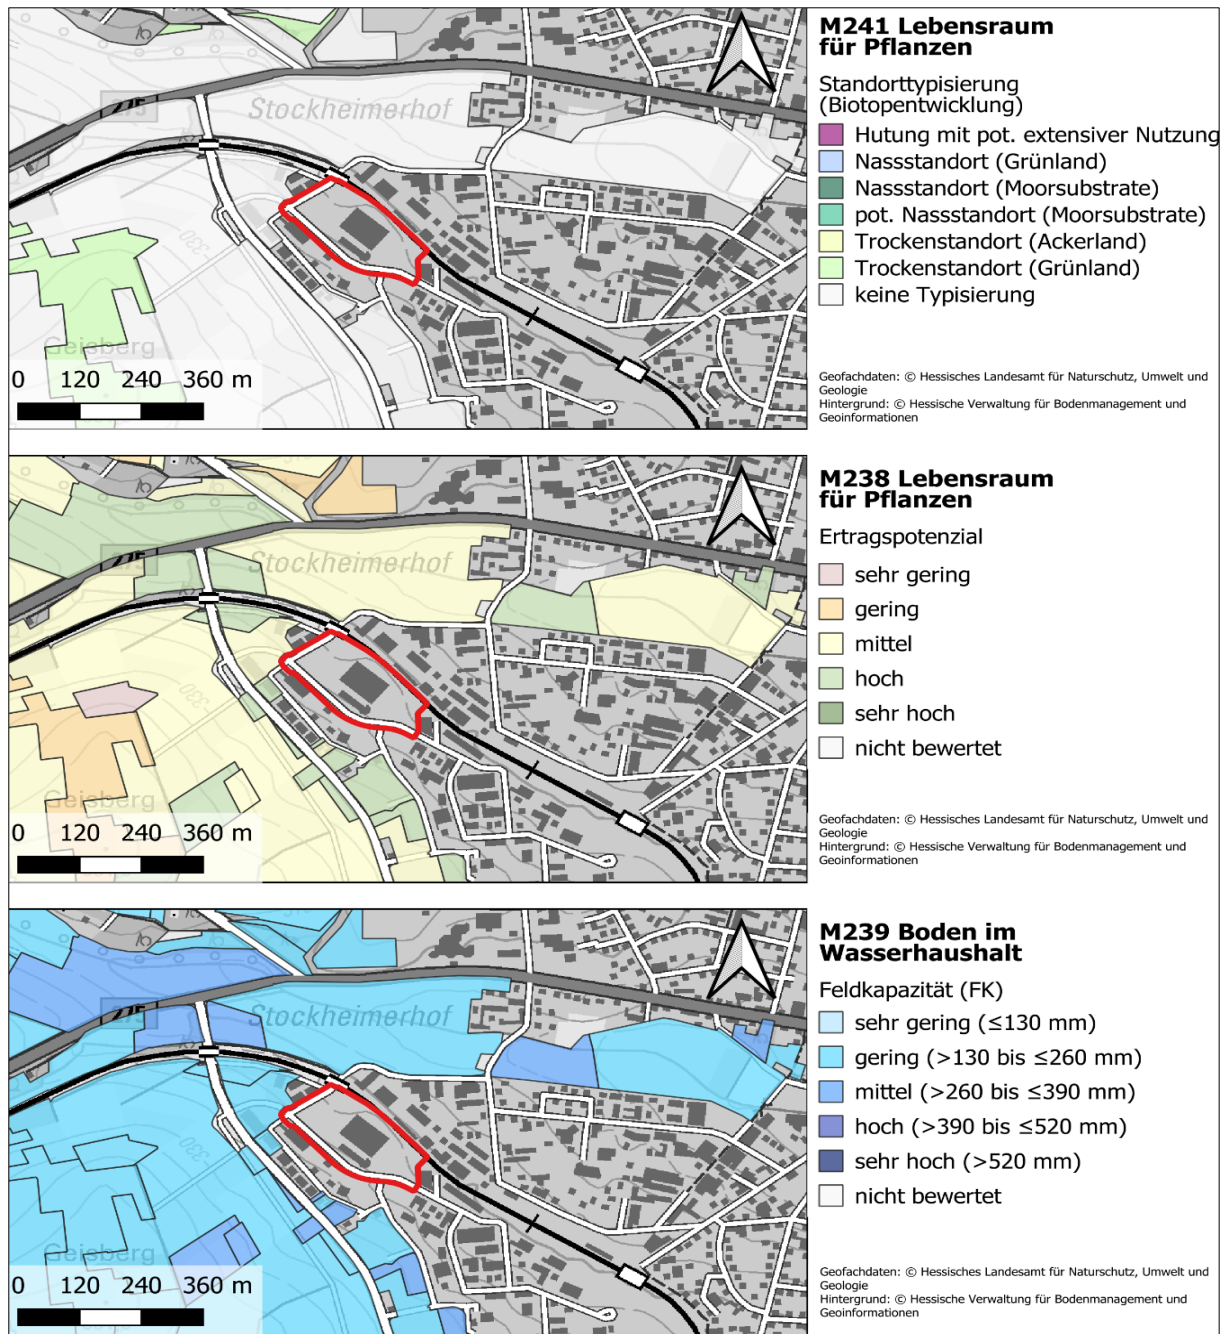 M241 Lebensraum
für Pflanzen
Standorttypisierung
(Biotopentwicklung)
Hutung mit pot. extensiver Nutzung
Nassstandort (Grünland)
Nassstandort (Moorsubstrate)
pot. Nassstandort (Moorsubstrate)
Trockenstandort (Ackerland)
Trockenstandort (Grünland)
keine Typisierung
Geofachdaten: © Hessisches Landesamt für Naturschutz, Umwelt und
Geologie
Hintergrund: © Hessische Verwaltung für Bodenmanagement und
Geoinformationen
275
Stockheimerhof
330
Geisberg
0 120 240 360 m
M238 Lebensraum
für Pflanzen
Ertragspotenzial
sehr gering
gering
mittel
hoch
sehr hoch
nicht bewertet
Geofachdaten: © Hessisches Landesamt für Naturschutz, Umwelt und
Geologie
Hintergrund: © Hessische Verwaltung für Bodenmanagement und
Geoinformationen
275
Stockheimerhof
330
Geisberg
0 120 240 360 m
M239 Boden im
Wasserhaushalt
Feldkapazität (FK)
sehr gering (≤130 mm)
gering (>130 bis ≤260 mm)
mittel (>260 bis ≤390 mm)
hoch (>390 bis ≤520 mm)
sehr hoch (>520 mm)
nicht bewertet
Geofachdaten: © Hessisches Landesamt für Naturschutz, Umwelt und
Geologie
Hintergrund: © Hessische Verwaltung für Bodenmanagement und
Geoinformationen
275
Stockheimerhof
330
Geisberg
0 120 240 360 m